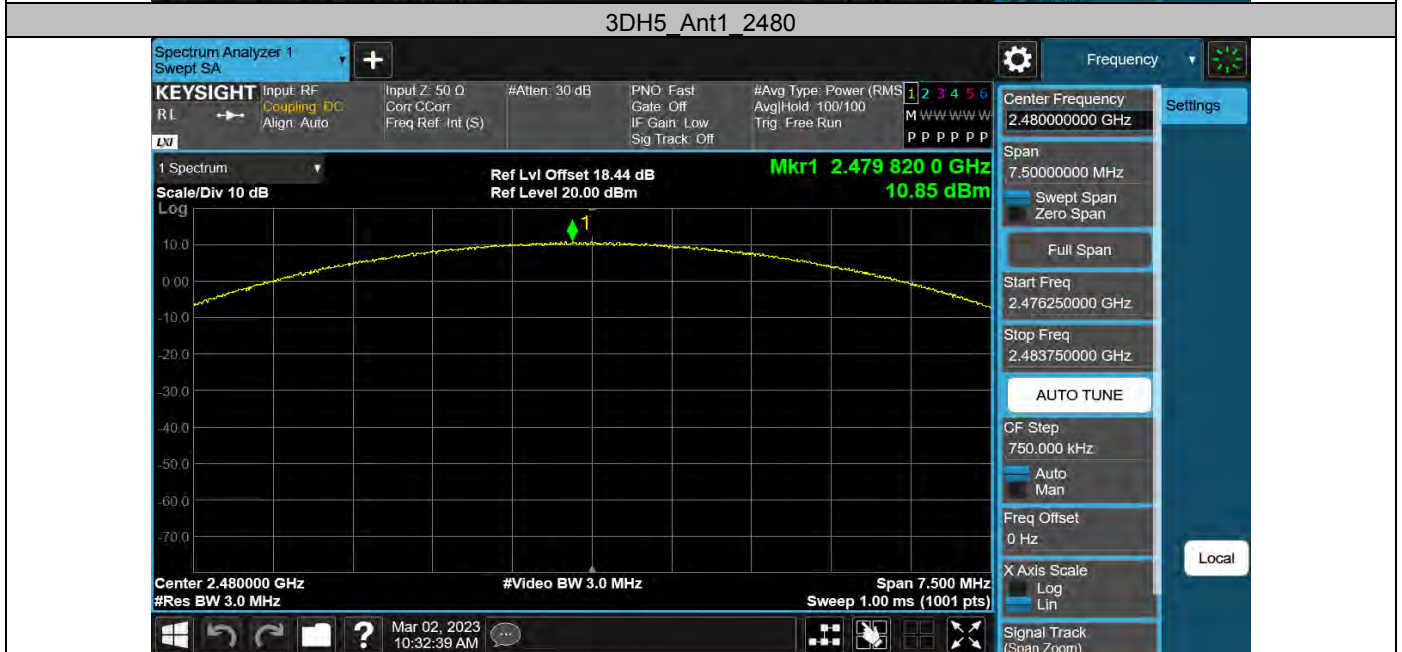 3DH5_Ant1_2480
Spectrum Analyzer 1
Swept SA
Frequency
KEYSIGHT
RL
LXI
Input: RF
Coupling: DC
Align: Auto
Input Z: 50 Ω
Corr CCorr
Freq Ref: Int (S)
#Atten: 30 dB
PNO: Fast
Gate: Off
IF Gain: Low
Sig Track: Off
#Avg Type: Power (RMS
Avg|Hold: 100/100
Trig: Free Run
1 2 3 4 5 6
M W W W W W
P P P P P P
Center Frequency
2.480000000 GHz
Settings
1 Spectrum
Scale/Div 10 dB
Ref Lvl Offset 18.44 dB
Ref Level 20.00 dBm
Mkr1 2.479 820 0 GHz
10.85 dBm
Span
7.50000000 MHz
Swept Span
Zero Span
Full Span
Start Freq
2.476250000 GHz
Stop Freq
2.483750000 GHz
AUTO TUNE
CF Step
750.000 kHz
Auto
Man
Freq Offset
0 Hz
X Axis Scale
Log
Lin
Signal Track
(Span Zoom)
Local
Log
1
10.0
0.00
-10.0
-20.0
-30.0
-40.0
-50.0
-60.0
-70.0
Center 2.480000 GHz
#Res BW 3.0 MHz
#Video BW 3.0 MHz
Span 7.500 MHz
Sweep 1.00 ms (1001 pts)
?
Mar 02, 2023
10:32:39 AM